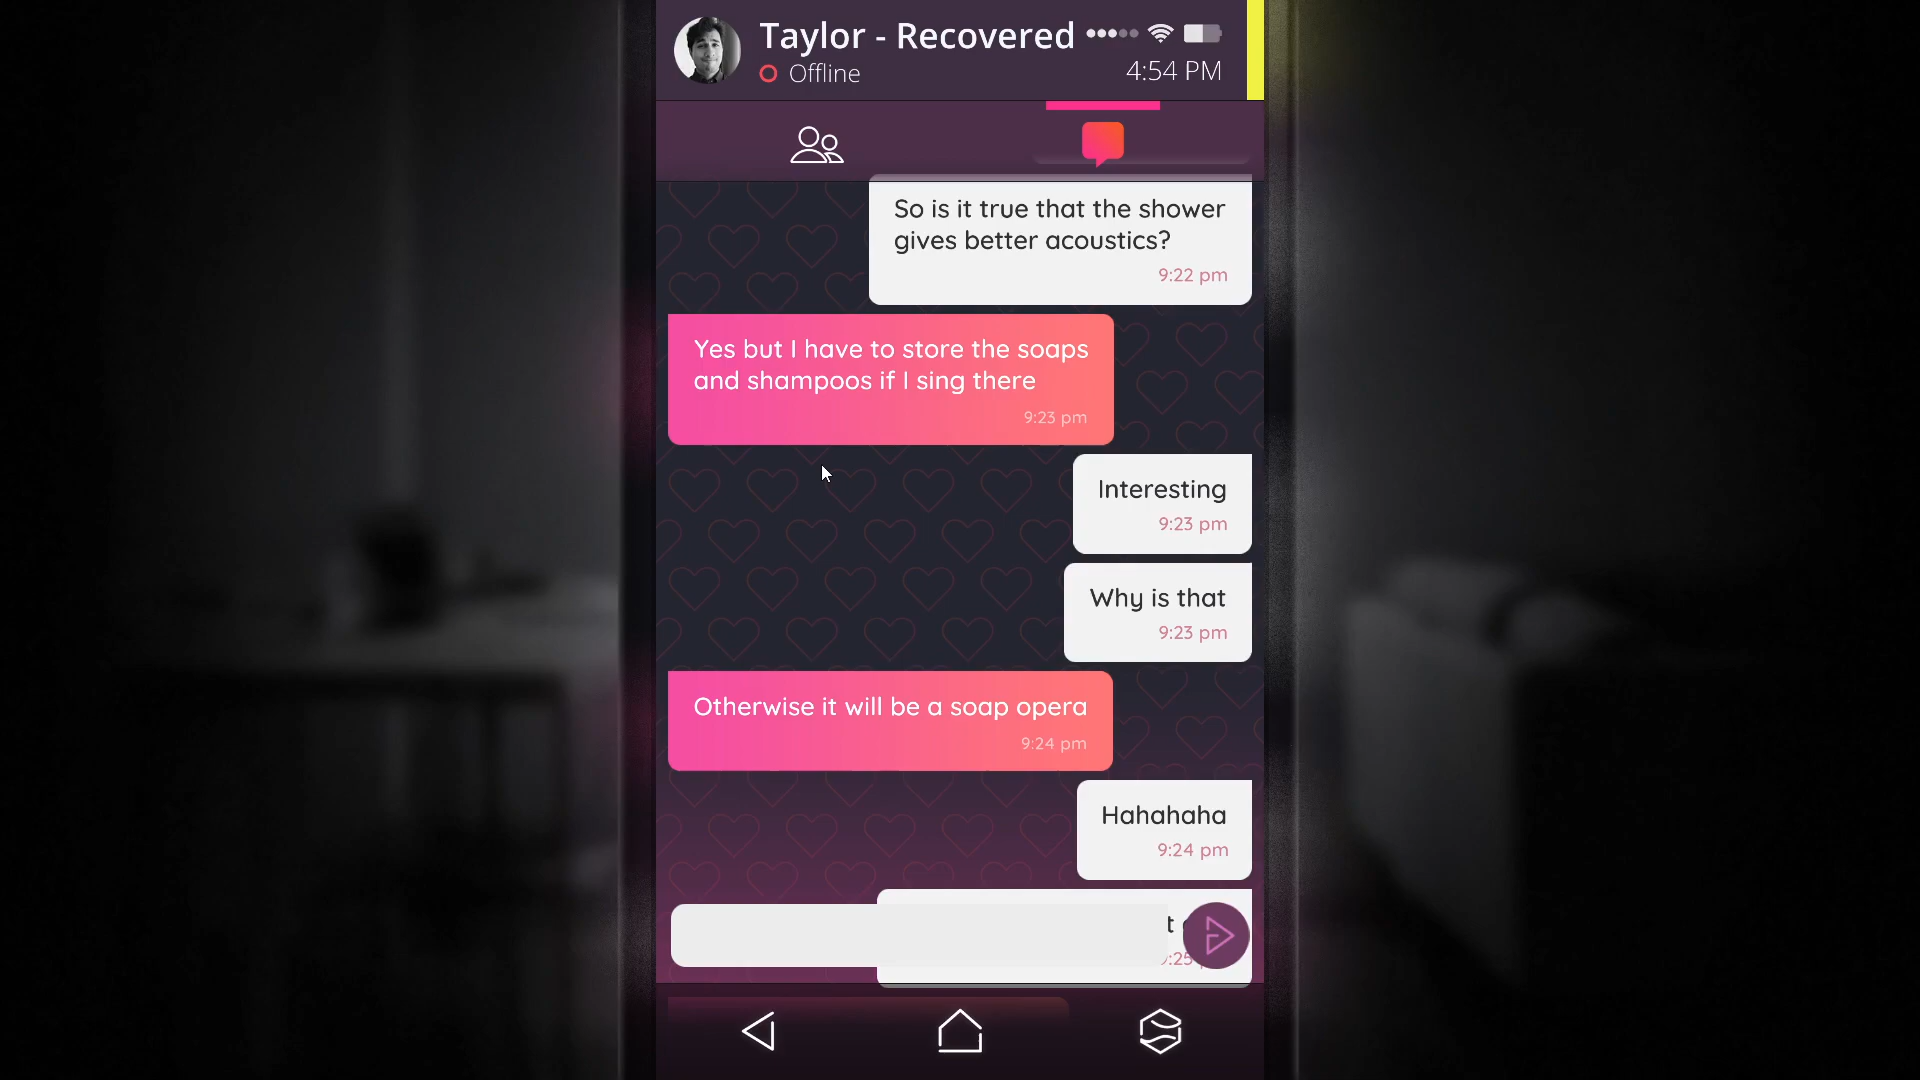 Taylor - Recovered
Offline
4:54 PM
So is it true that the shower
gives better acoustics?
9:22 pm
Yes but I have to store the soaps
and shampoos if I sing there
9:23 pm
Interesting
9:23 pm
Why is that
9:23 pm
Otherwise it will be a soap opera
9:24 pm
Hahahaha
9:24 pm